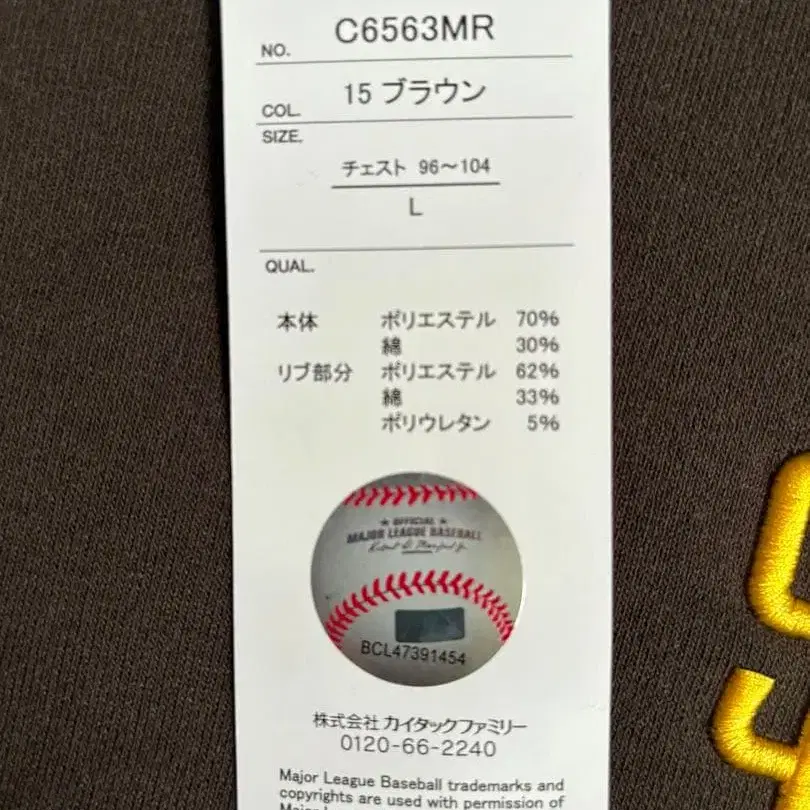 NO. C6563MR
COL. 15 ブラウン
SIZE.
チェスト 96～104
L
QUAL.
本体 ポリエステル 70%
綿 30%
リブ部分 ポリエステル 62%
綿 33%
ポリウレタン 5%
★ OFFICIAL ★
MAJOR LEAGUE BASEBALL
BCL47391454
株式会社 カイタックファミリー
0120-66-2240
Major League Baseball trademarks and
copyrights are used with permission of
Major